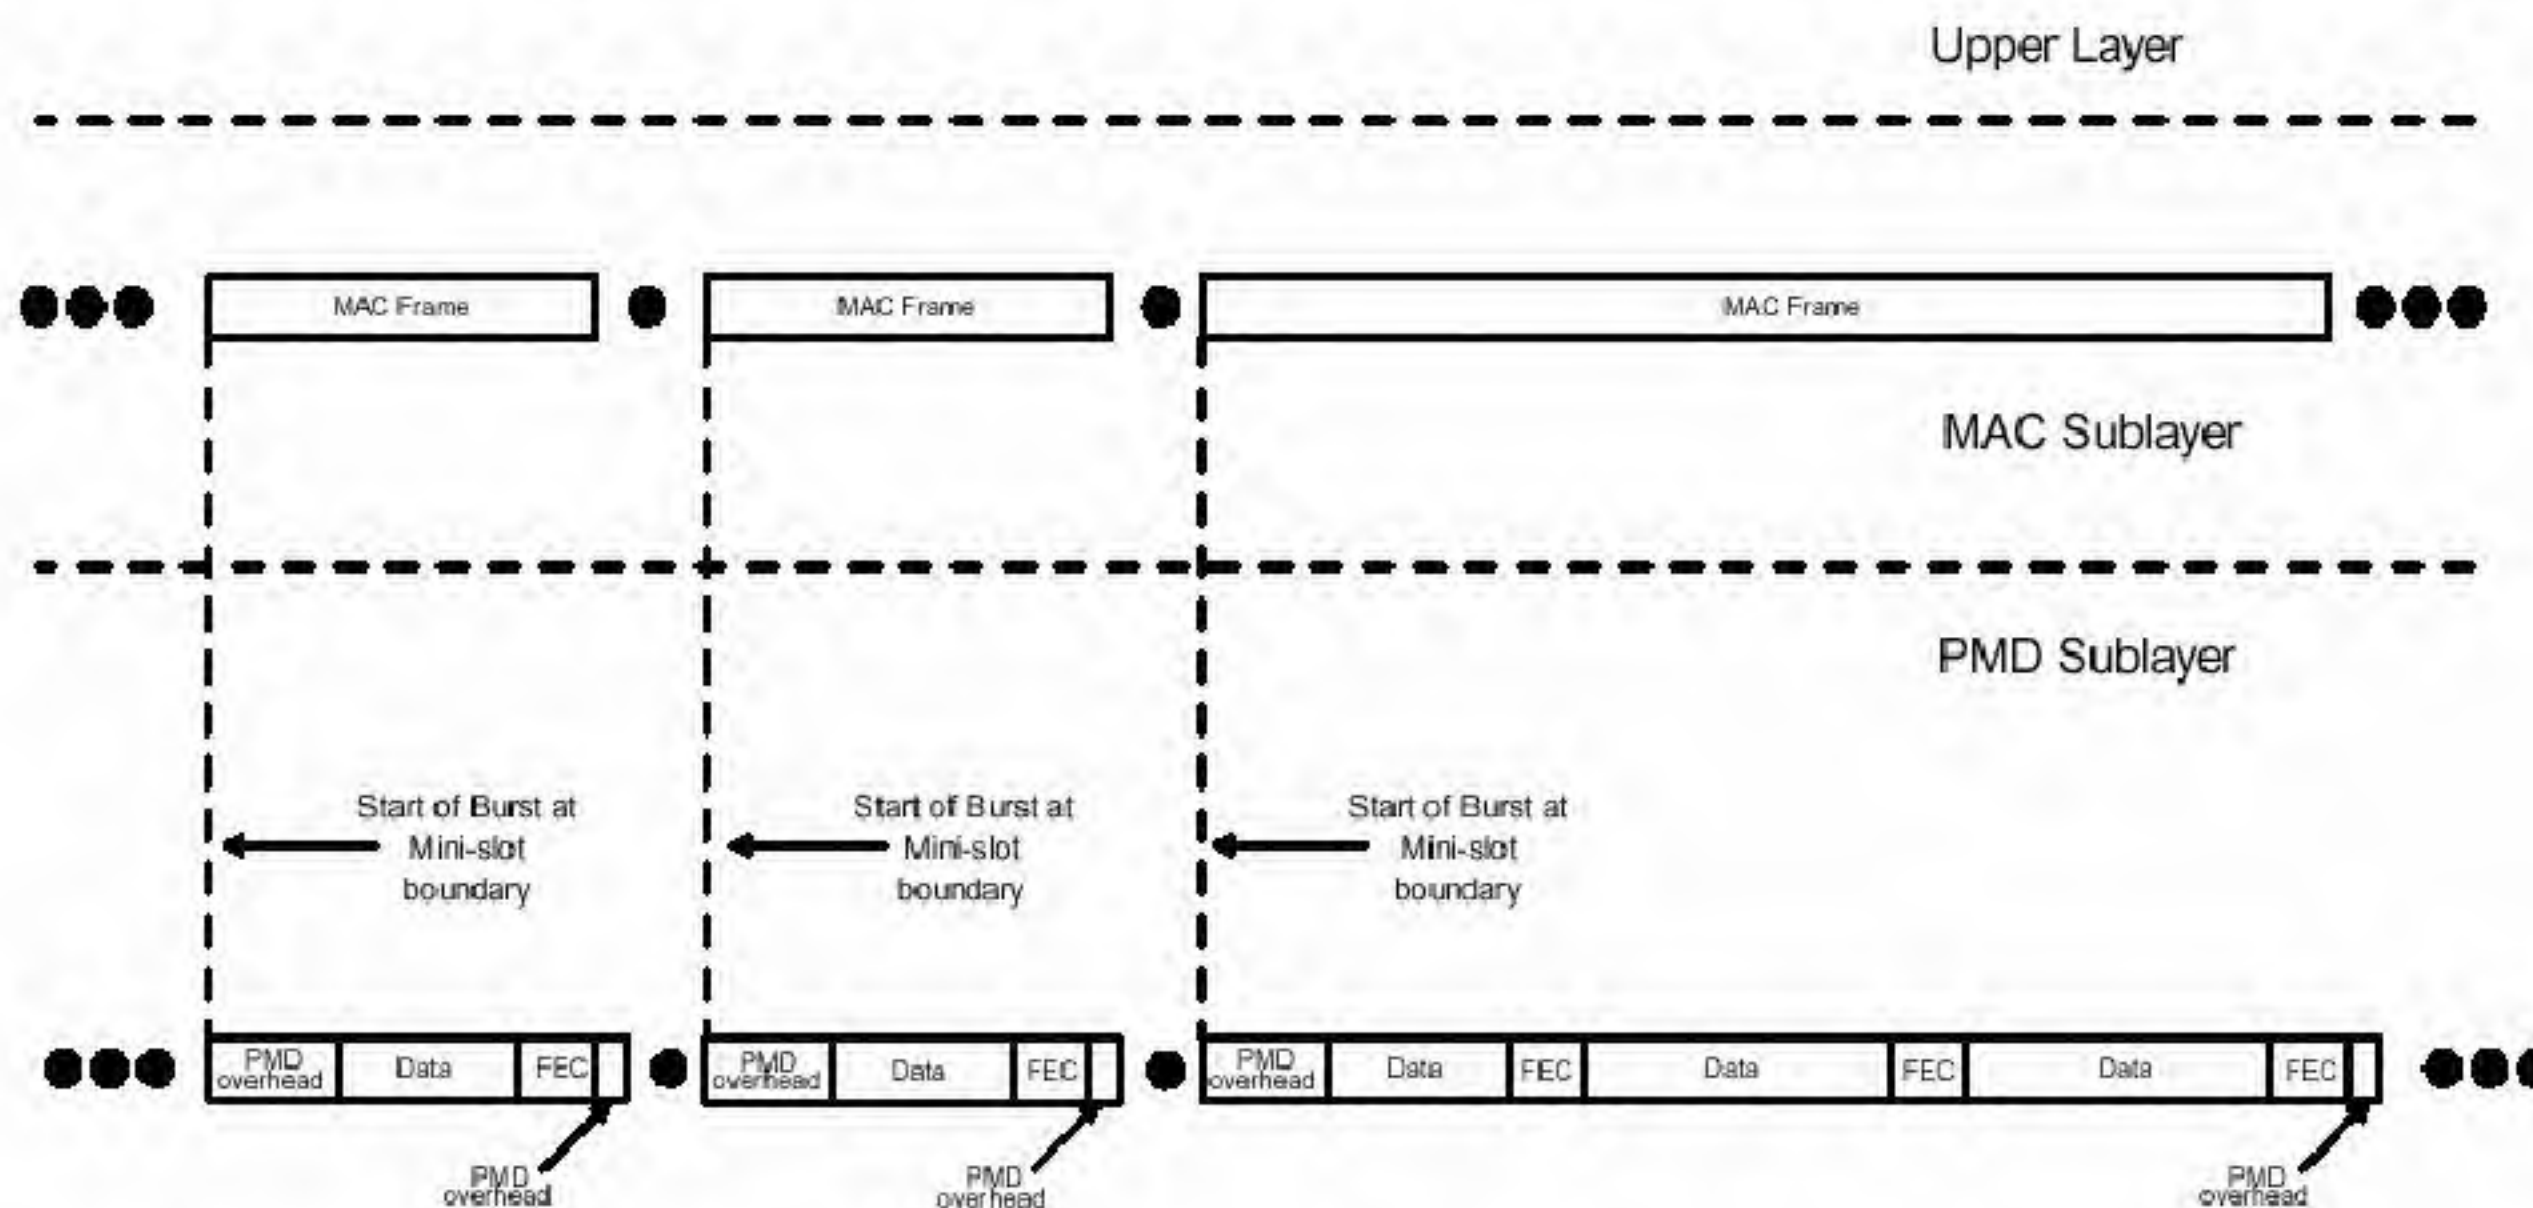 Upper Layer
MAC Frame
MAC Frame
MAC Frame
MAC Sublayer
PMD Sublayer
Start of Burst at
Mini-slot
boundary
Start of Burst at
Mini-slot
boundary
Start of Burst at
Mini-slot
boundary
PMD
overhead
Data
FEC
PMD
overhead
Data
FEC
PMD
overhead
Data
FEC
Data
FEC
Data
FEC
PMD
overhead
PMD
overhead
PMD
overhead